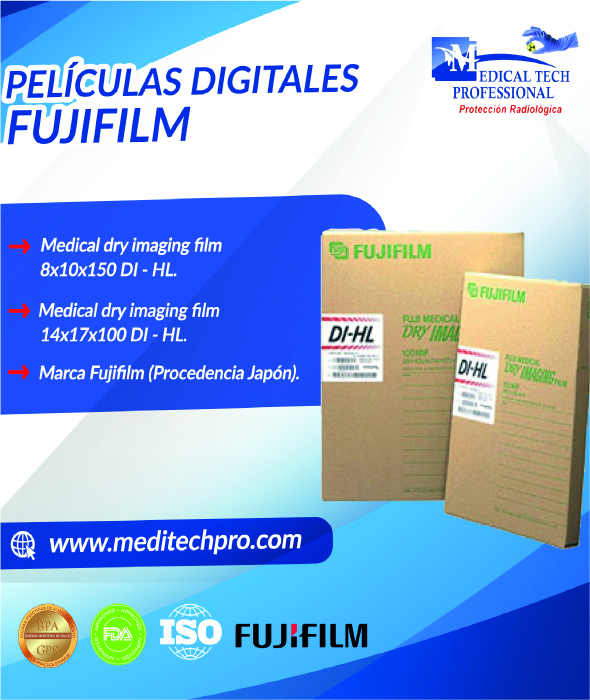 PELÍCULAS DIGITALES
FUJIFILM
MEDICAL TECH
PROFESSIONAL
Protección Radiológica
Medical dry imaging film
8x10x150 DI - HL.
Medical dry imaging film
14x17x100 DI - HL.
Marca Fujifilm (Procedencia Japón).
FUJIFILM
FUJI MEDICAL
DRY IMAG
DI-HL
FUJIFILM
FUJI MEDICAL
DRY IMAGING FILM
DI-HL
www.meditechpro.com
BPA
GPS
FDA
ISO
FUJIFILM